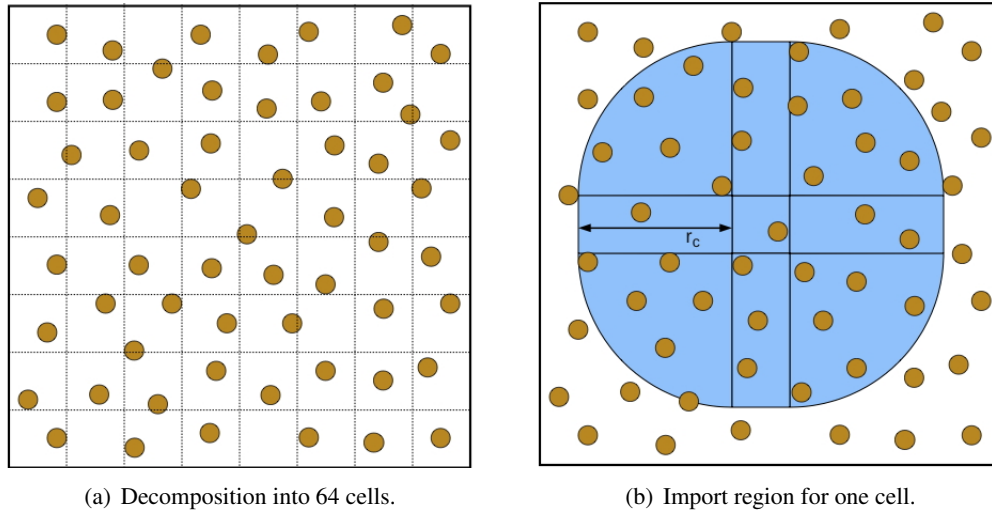 r_c
(a) Decomposition into 64 cells.
(b) Import region for one cell.